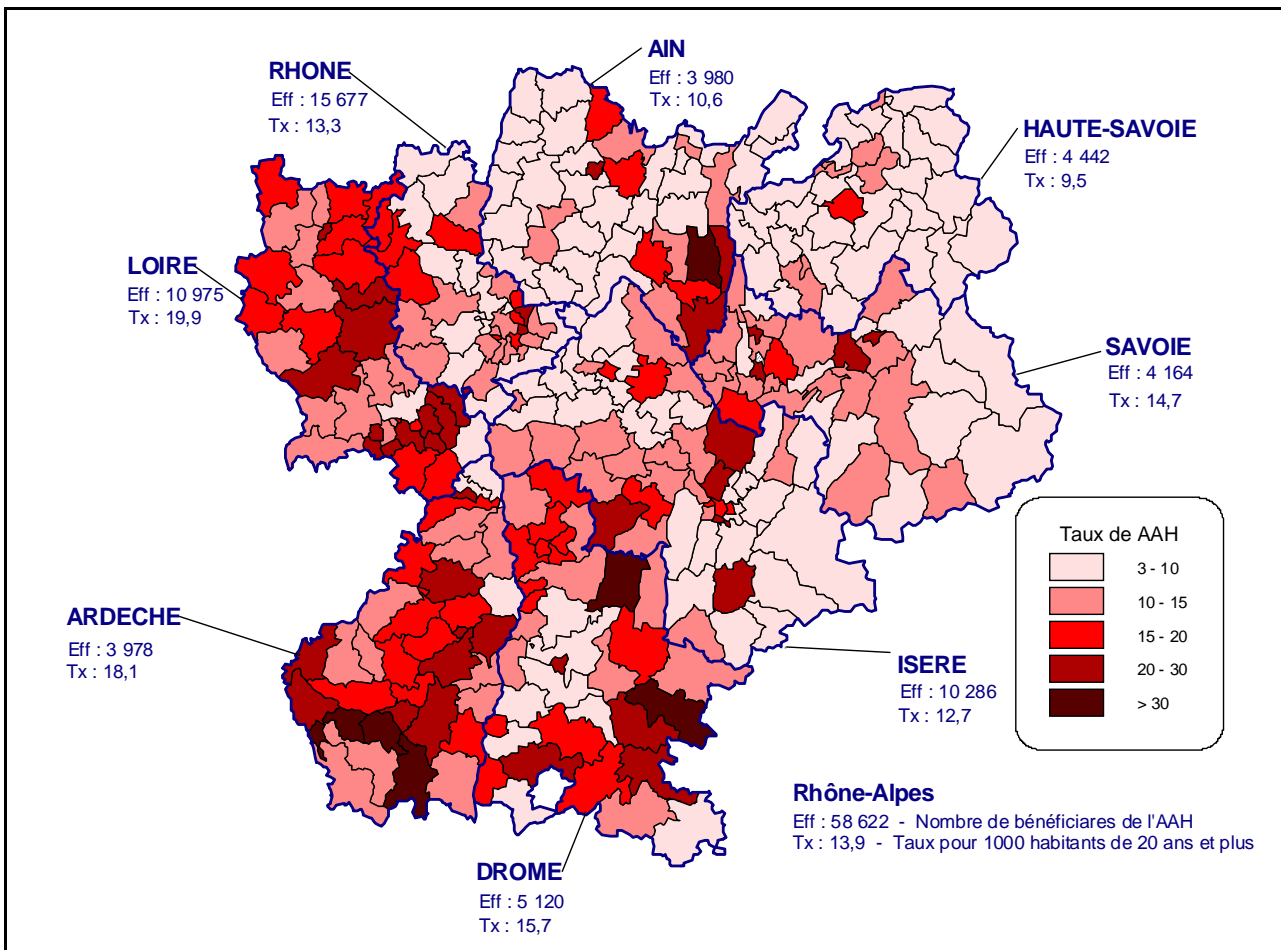 AIN
Eff : 3 980
Tx : 10,6
RHONE
Eff : 15 677
Tx : 13,3
HAUTE-SAVOIE
Eff : 4 442
Tx : 9,5
LOIRE
Eff : 10 975
Tx : 19,9
SAVOIE
Eff : 4 164
Tx : 14,7
Taux de AAH
3 - 10
10 - 15
15 - 20
20 - 30
> 30
ARDECHE
Eff : 3 978
Tx : 18,1
ISERE
Eff : 10 286
Tx : 12,7
Rhône-Alpes
Eff : 58 622 - Nombre de bénéficiares de l'AAH
Tx : 13,9 - Taux pour 1000 habitants de 20 ans et plus
DROME
Eff : 5 120
Tx : 15,7